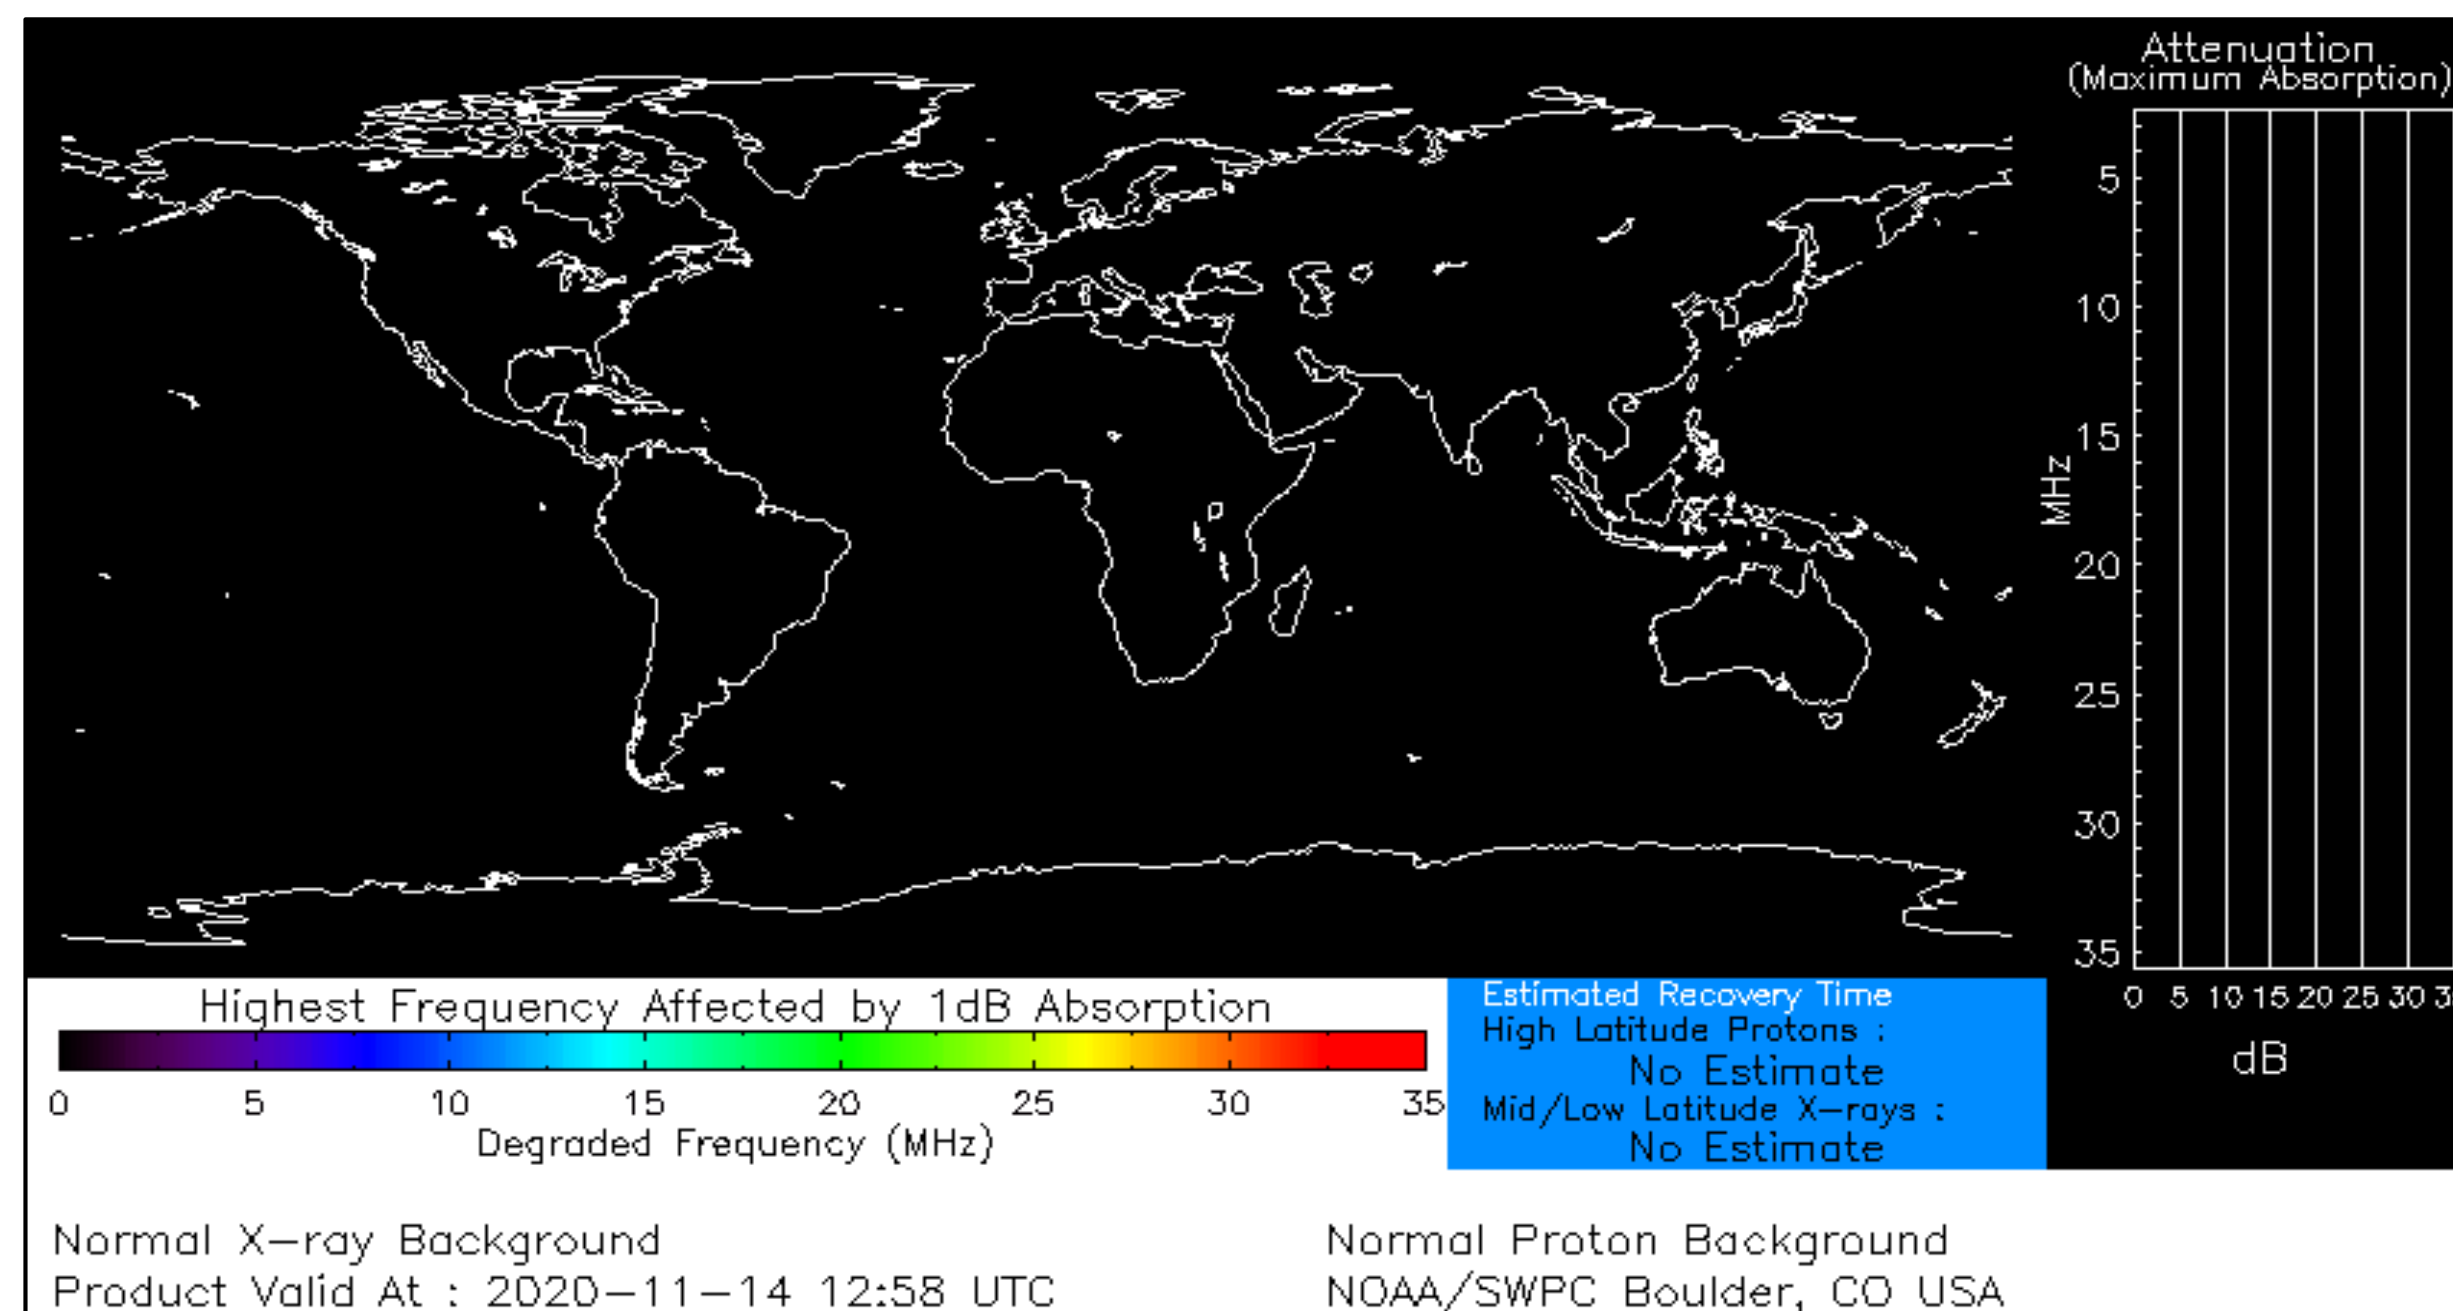 Attenuation
(Maximum Absorption)
5
10
15
20
25
30
35
MHz
0 5 10 15 20 25 30
dB
Highest Frequency Affected by 1dB Absorption
0 5 10 15 20 25 30 35
Degraded Frequency (MHz)
Estimated Recovery Time
High Latitude Protons :
No Estimate
Mid/Low Latitude X-rays :
No Estimate
Normal X-ray Background
Normal Proton Background
Product Valid At : 2020-11-14 12:58 UTC
NOAA/SWPC Boulder, CO USA